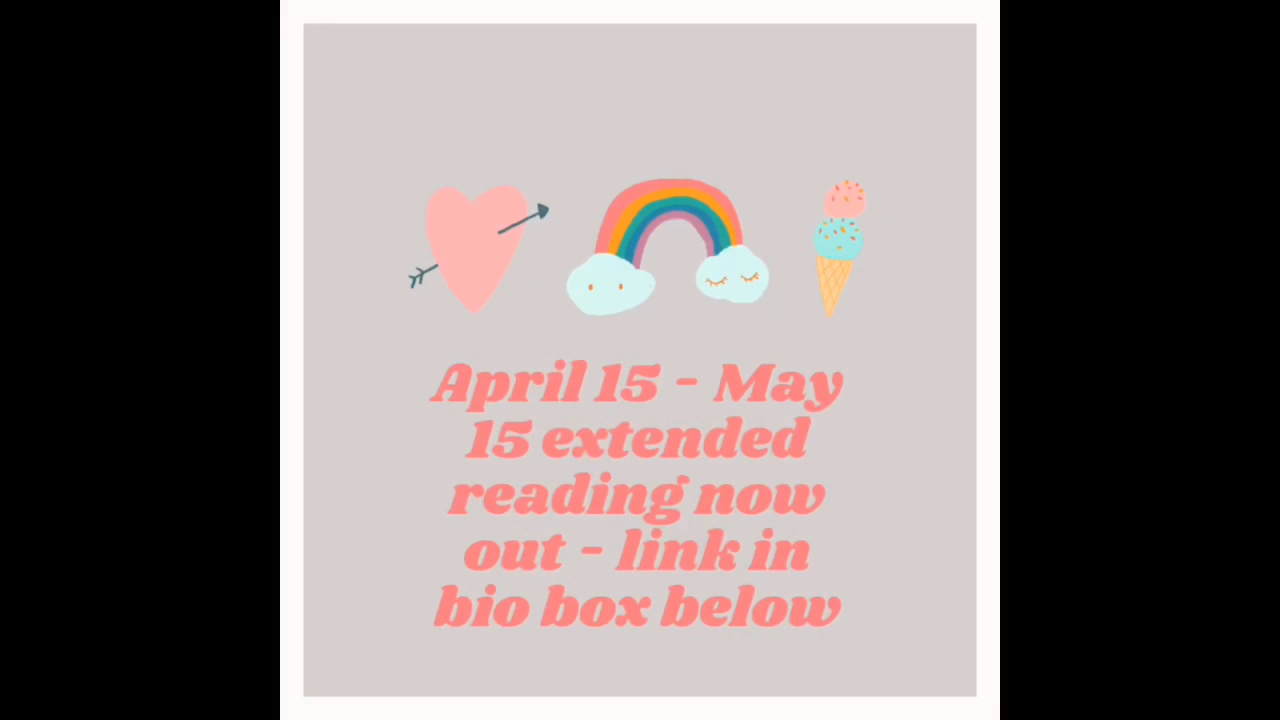 April 15 - May
15 extended
reading now
out - link in
bio box below